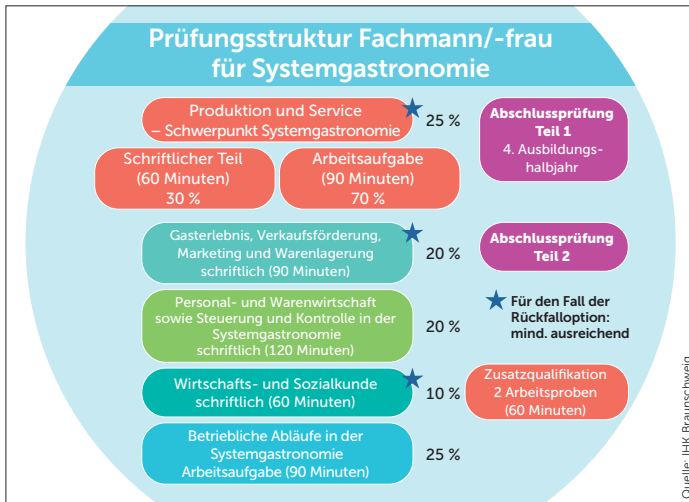 Prüfungsstruktur Fachmann/-frau
für Systemgastronomie
Produktion und Service
– Schwerpunkt Systemgastronomie
25 %
Abschlussprüfung
Teil 1
4. Ausbildungs-
halbjahr
Schriftlicher Teil
(60 Minuten)
30 %
Arbeitsaufgabe
(90 Minuten)
70 %
Gasterlebnis, Verkaufsförderung,
Marketing und Warenlagerung
schriftlich (90 Minuten)
20 %
Abschlussprüfung
Teil 2
Personal- und Warenwirtschaft
sowie Steuerung und Kontrolle in der
Systemgastronomie
schriftlich (120 Minuten)
20 %
Für den Fall der
Rückfalloption:
mind. ausreichend
Wirtschafts- und Sozialkunde
schriftlich (60 Minuten)
10 %
Zusatzqualifikation
2 Arbeitsproben
(60 Minuten)
Betriebliche Abläufe in der
Systemgastronomie
Arbeitsaufgabe (90 Minuten)
25 %
Quelle: IHK Braunschweig